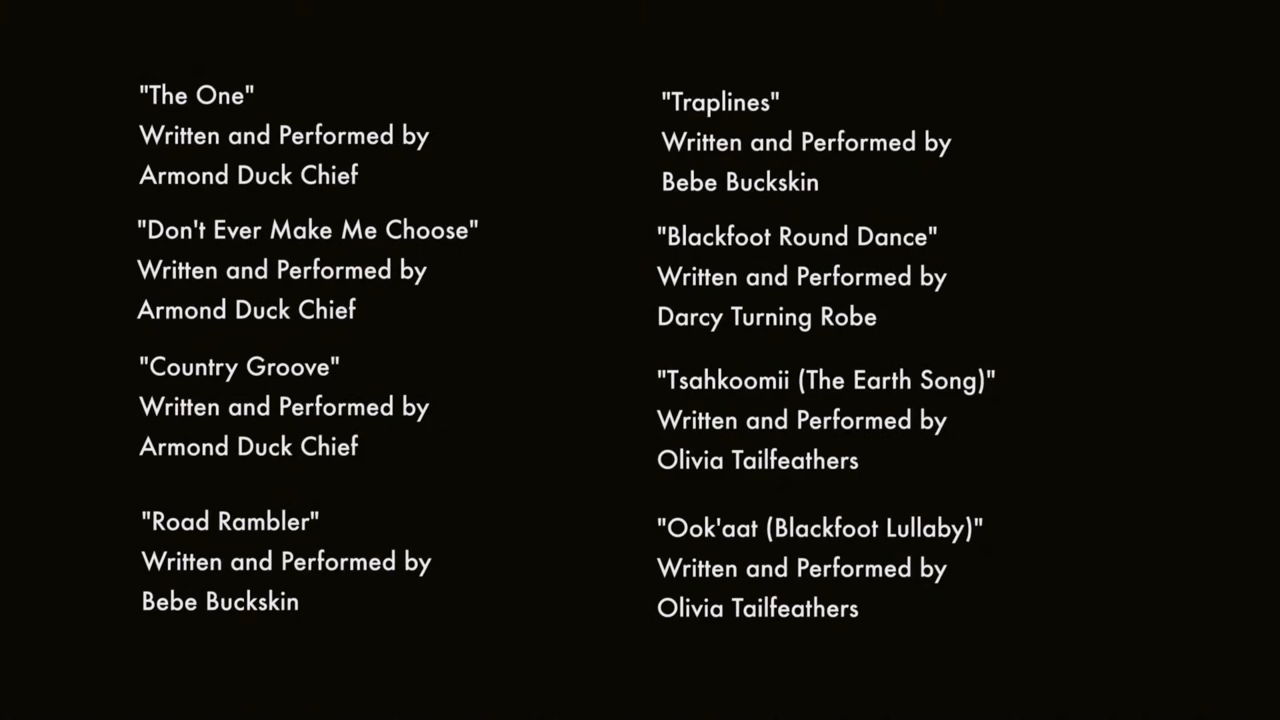 "The One"
Written and Performed by
Armond Duck Chief
"Don't Ever Make Me Choose"
Written and Performed by
Armond Duck Chief
"Country Groove"
Written and Performed by
Armond Duck Chief
"Road Rambler"
Written and Performed by
Bebe Buckskin
"Traplines"
Written and Performed by
Bebe Buckskin
"Blackfoot Round Dance"
Written and Performed by
Darcy Turning Robe
"Tsahkoomii (The Earth Song)"
Written and Performed by
Olivia Tailfeathers
"Ook'aat (Blackfoot Lullaby)"
Written and Performed by
Olivia Tailfeathers